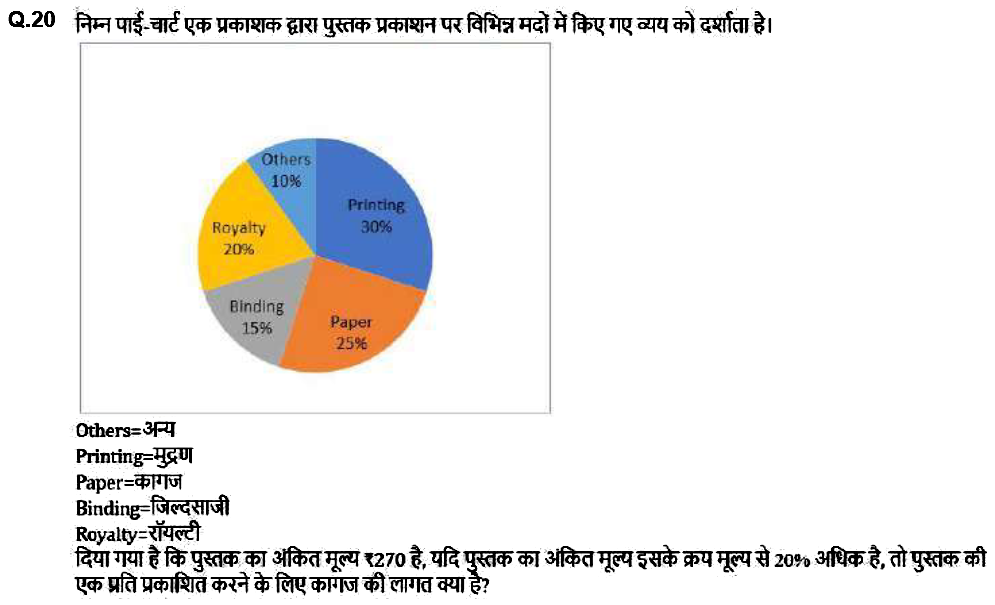 Q.20 निम्न पाई-चार्ट एक प्रकाशक द्वारा पुस्तक प्रकाशन पर विभिन्न मदों में किए गए व्यय को दर्शाता है।
Others
10%
Printing
30%
Royalty
20%
Binding
15%
Paper
25%
Others=अन्य
Printing=मुद्रण
Paper=कागज
Binding=जिल्दसाजी
Royalty=रॉयल्टी
दिया गया है कि पुस्तक का अंकित मूल्य ₹270 है, यदि पुस्तक का अंकित मूल्य इसके क्रय मूल्य से 20% अधिक है, तो पुस्तक की
एक प्रति प्रकाशित करने के लिए कागज की लागत क्या है?